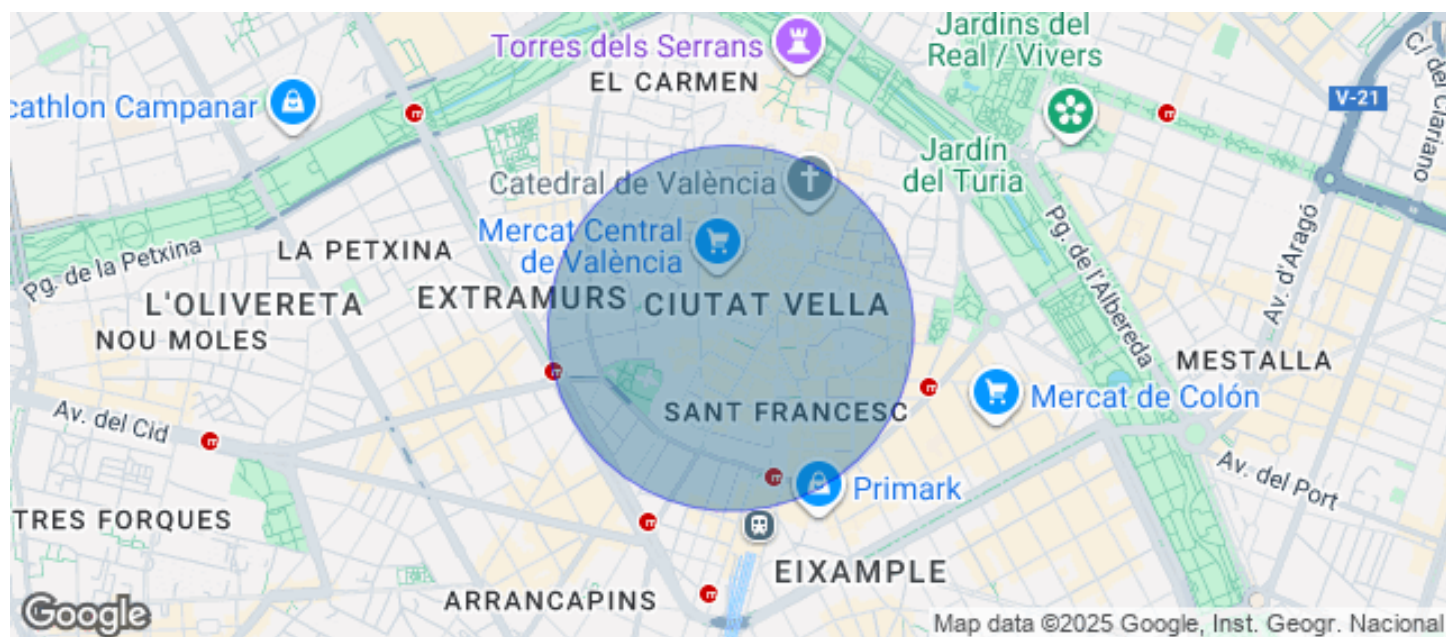 Torres dels Serrans
EL CARMEN
Jardins del
Real / Vivers
C/ del Clariano
V-21
cathlon Campanar
Jardín
del Turia
Catedral de València
Mercat Central
de València
Pg. de la Petxina
LA PETXINA
L'OLIVERETA
EXTRAMURS
CIUTAT VELLA
NOU MOLES
Pg. de l'Albereda
Av. d'Aragó
MESTALLA
Mercat de Colón
Av. del Cid
SANT FRANCESC
Primark
Av. del Port
TRES FORQUES
EIXAMPLE
ARRANCAPINS
Google
Map data ©2025 Google, Inst. Geogr. Nacional